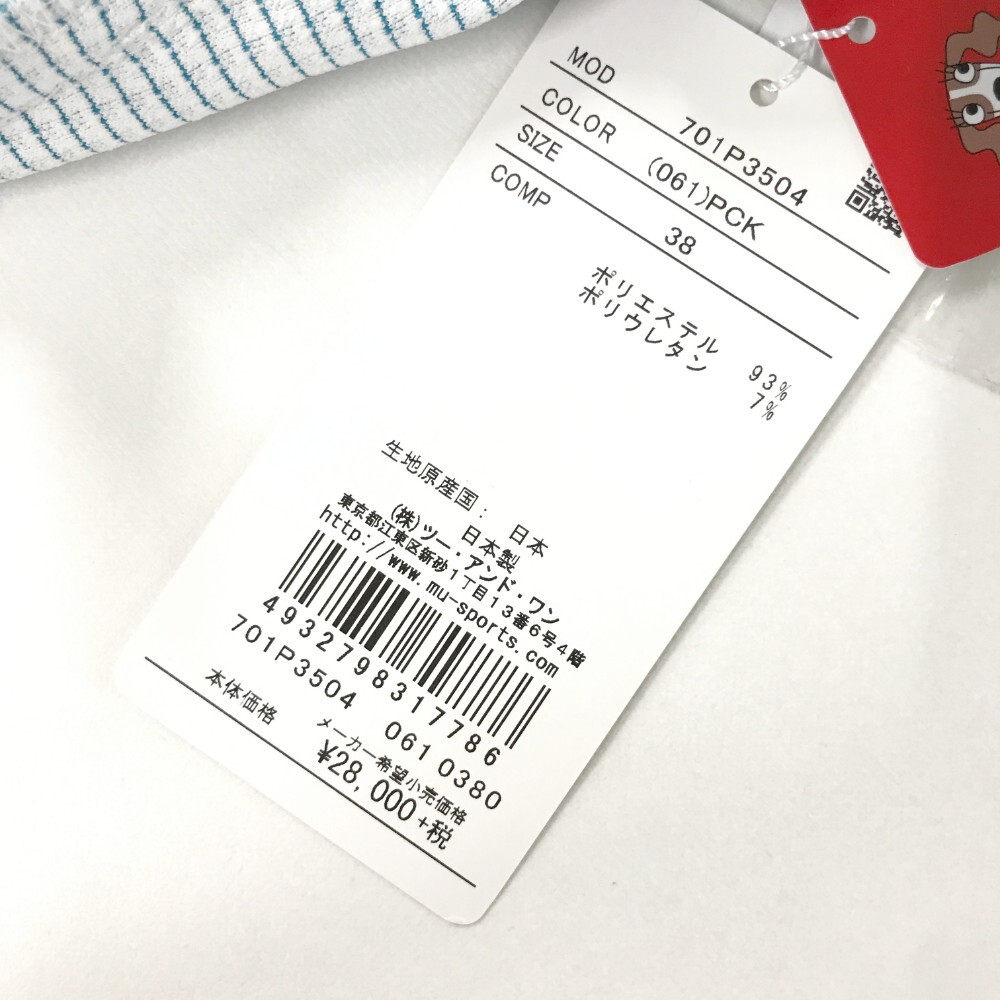 MOD 701P3504
COLOR (061)PCK
SIZE 38
COMP
ポリエステル 93%
ポリウレタン 7%
生地原産国: 日本
日本製
(株)ツー・アンド・ワン
東京都江東区新砂1丁目13番6号4階
http://www.mu-sports.com
4932798317786
701P3504 061 0380
メーカー希望小売価格
本体価格 ¥28,000+税